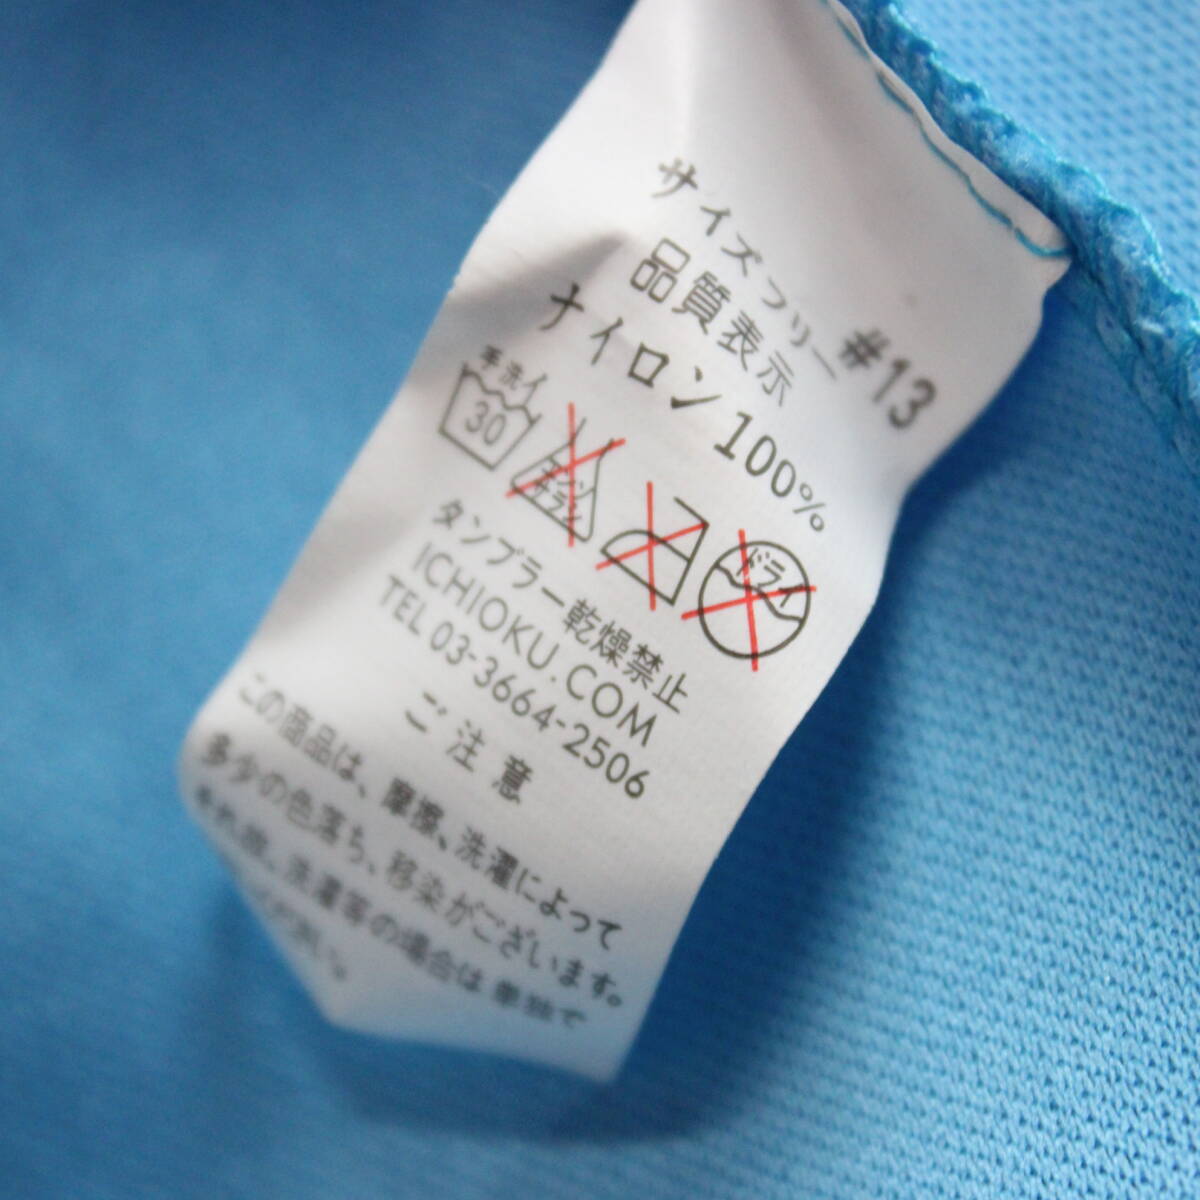 サイズフリー #13
品質表示
ナイロン 100%
手洗イ
30
エンソ
サラシ
ドライ
タンブラー乾燥禁止
ICHIOKU.COM
TEL 03-3664-2506
ご注意
この商品は、摩擦、洗濯によって
多少の色落ち、移染がございます。
洗濯等の場合は単独で